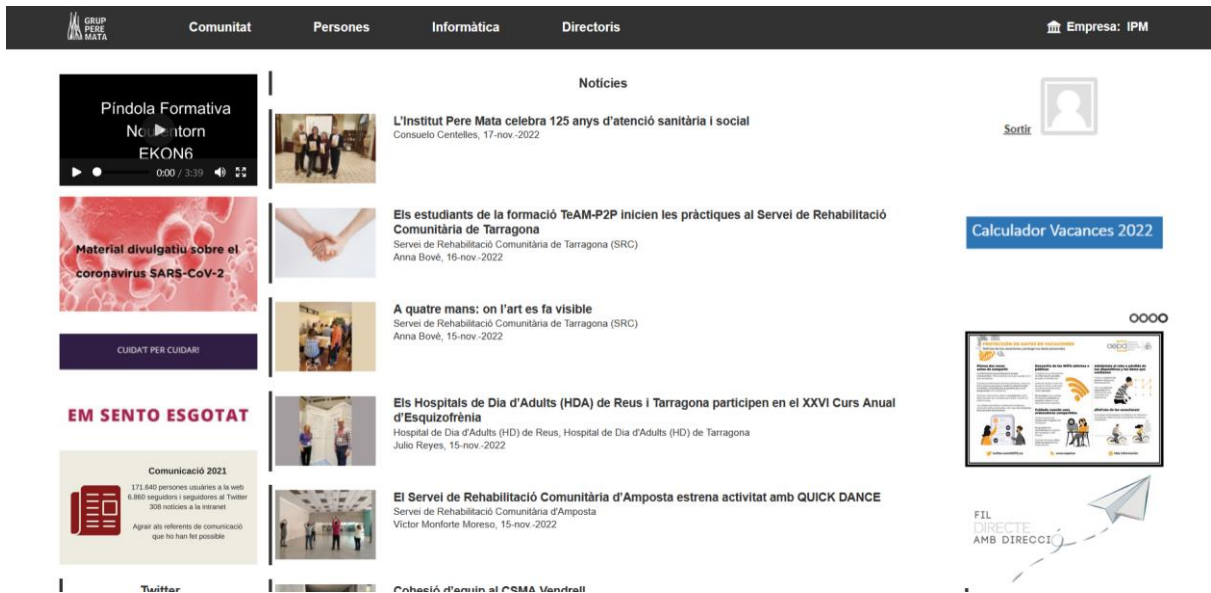 GRUP
PERE
MATA
Comunitat
Persones
Informàtica
Directoris
Empresa: IPM
Píndola Formativa
EKON6
0:00 / 3:39
Material divulgatiu sobre el
coronavirus SARS-CoV-2
CUIDA'T PER CUIDAR!
EM SENTO ESGOTAT
Comunicació 2021
171.640 persones usuàries a la web
6.860 seguidors i seguidores al Twitter
308 notícies a la intranet
Agrair als referents de comunicació
que ho han fet possible
Twitter
Notícies
L'Institut Pere Mata celebra 125 anys d'atenció sanitària i social
Consuelo Centelles, 17-nov.-2022
Els estudiants de la formació TeAM-P2P inicien les pràctiques al Servei de Rehabilitació
Comunitària de Tarragona
Servei de Rehabilitació Comunitària de Tarragona (SRC)
Anna Bové, 16-nov.-2022
A quatre mans: on l'art es fa visible
Servei de Rehabilitació Comunitària de Tarragona (SRC)
Anna Bové, 15-nov.-2022
Els Hospitals de Dia d'Adults (HDA) de Reus i Tarragona participen en el XXVI Curs Anual
d'Esquizofrènia
Hospital de Dia d'Adults (HD) de Reus, Hospital de Dia d'Adults (HD) de Tarragona
Julio Reyes, 15-nov.-2022
El Servei de Rehabilitació Comunitària d'Amposta estrena activitat amb QUICK DANCE
Servei de Rehabilitació Comunitària d'Amposta
Víctor Monforte Moreso, 15-nov.-2022
Cohesió d'equip al CSMA Vendrell
Sortir
Calculador Vacances 2022
PROTECCIÓN DE DATOS EN VACACIONES
aepd
FIL
DIRECTE
AMB DIRECCIÓ